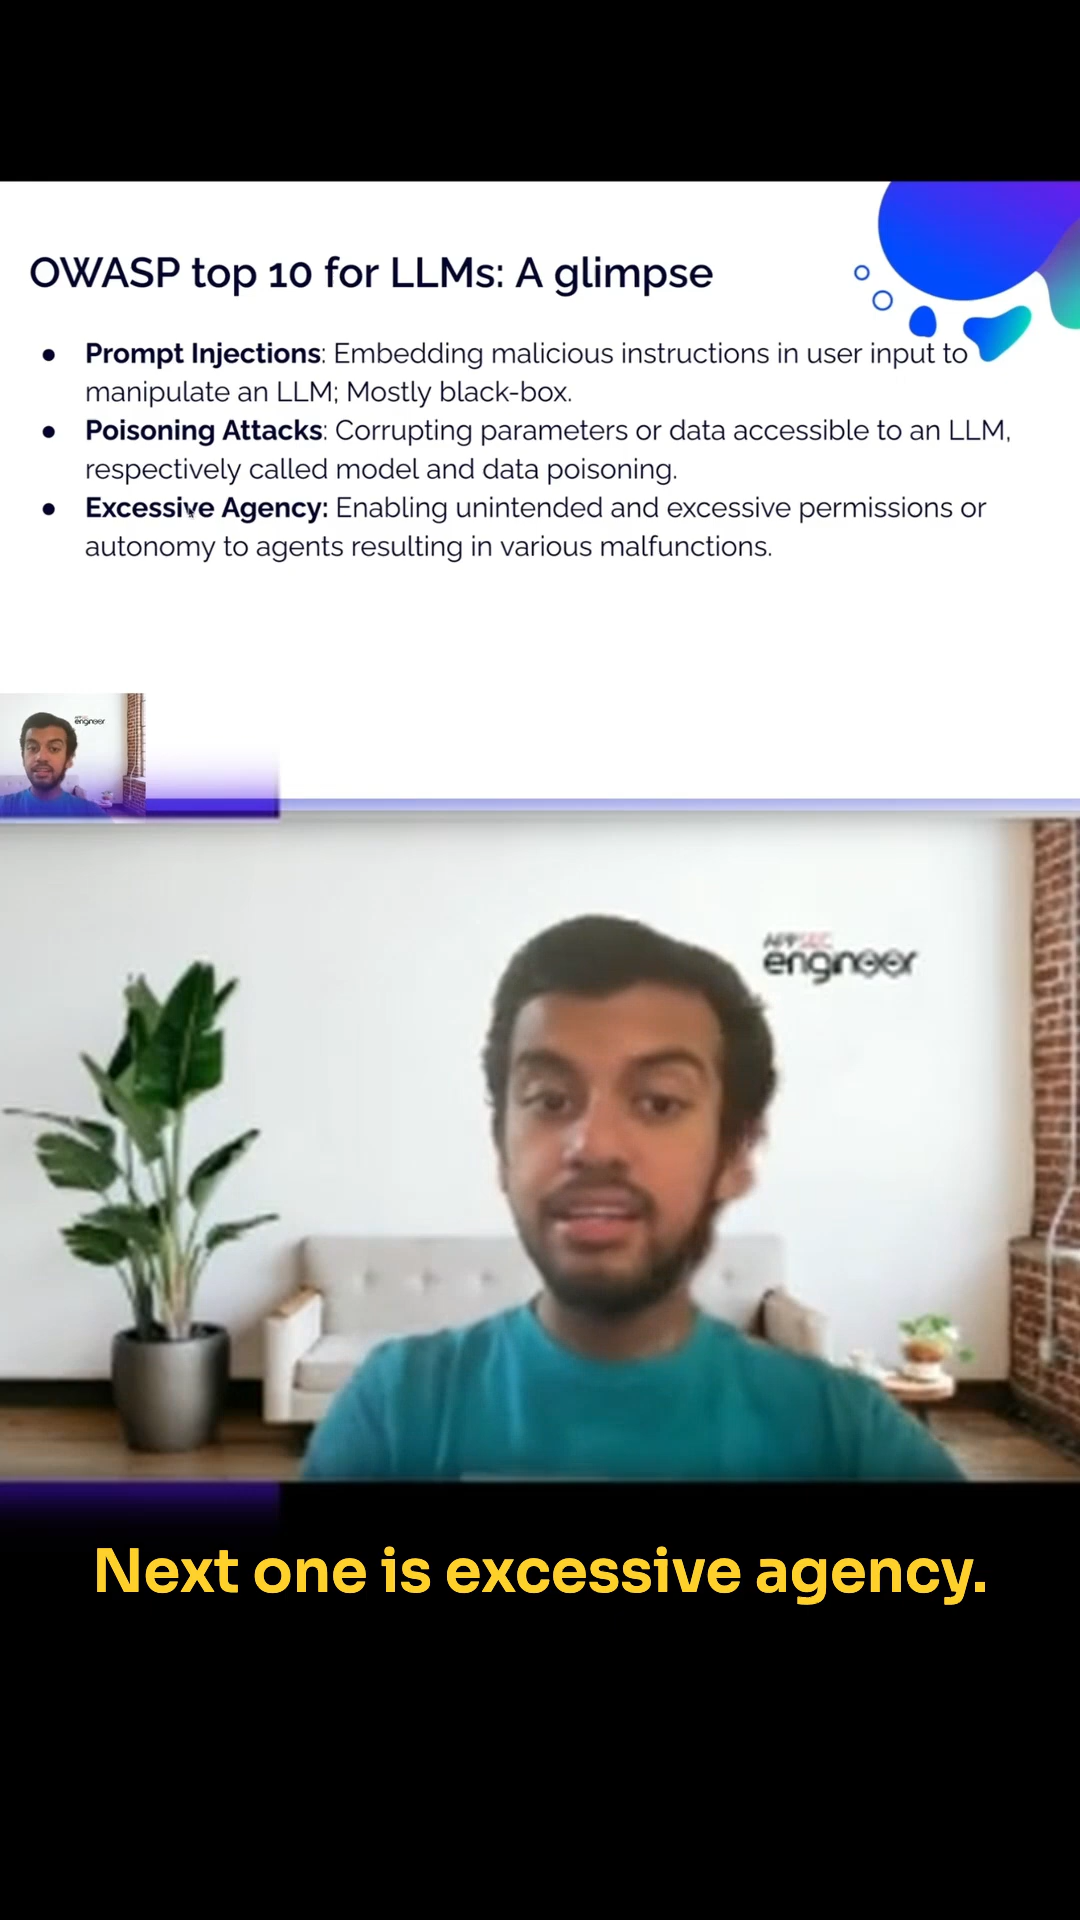 OWASP top 10 for LLMs: A glimpse
● Prompt Injections: Embedding malicious instructions in user input to
manipulate an LLM; Mostly black-box.
● Poisoning Attacks: Corrupting parameters or data accessible to an LLM,
respectively called model and data poisoning.
● Excessive Agency: Enabling unintended and excessive permissions or
autonomy to agents resulting in various malfunctions.
engineer
APPSEC
engineer
Next one is excessive agency.